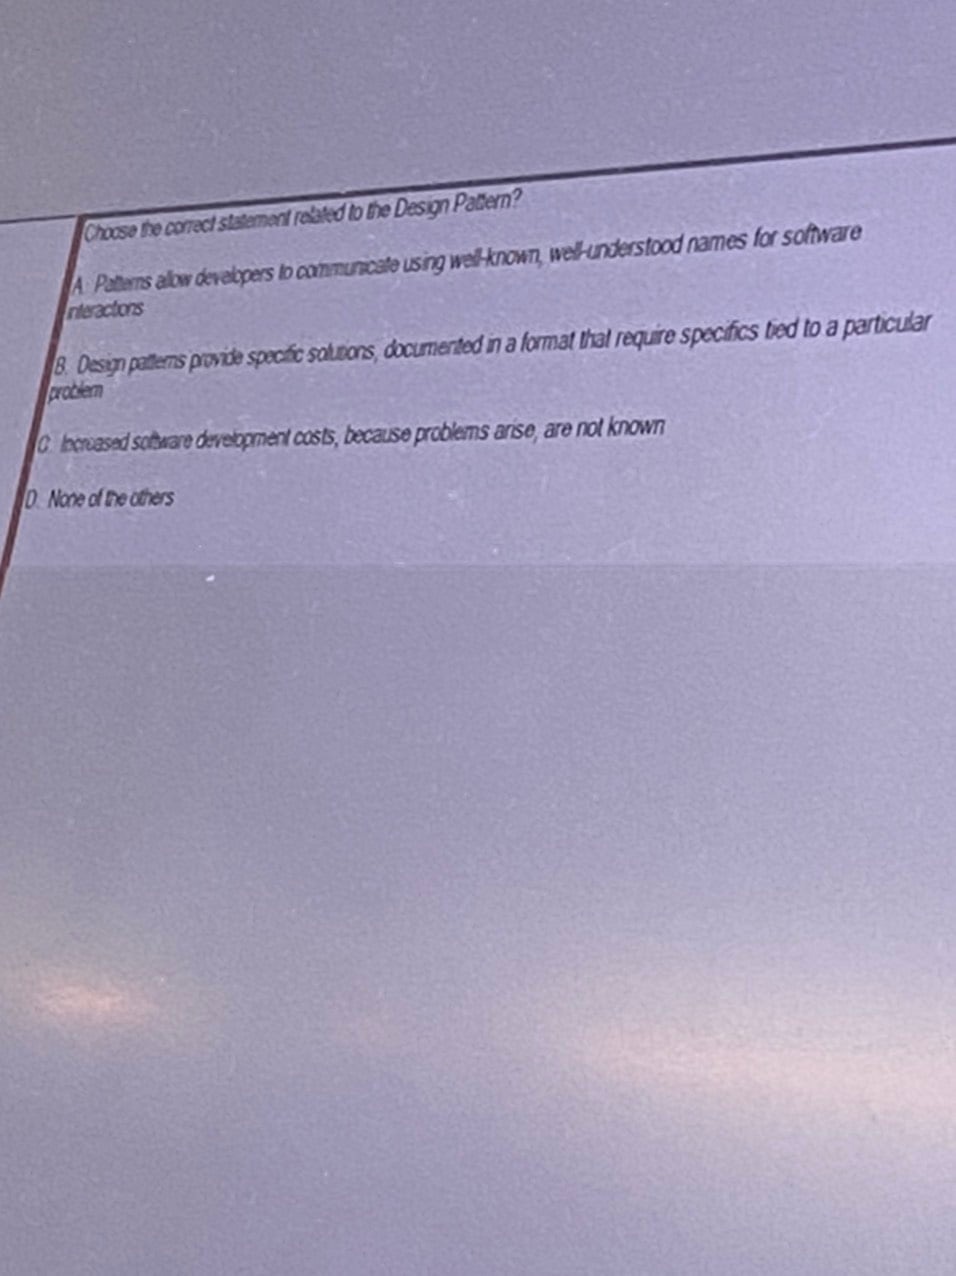 Choose the correct statement related to the Design Pattern?
A. Patterns allow developers to communicate using well-known, well-understood names for software
interactions
B. Design patterns provide specific solutions, documented in a format that require specifics tied to a particular
problem
C. Increased software development costs, because problems arise, are not known
D. None of the others